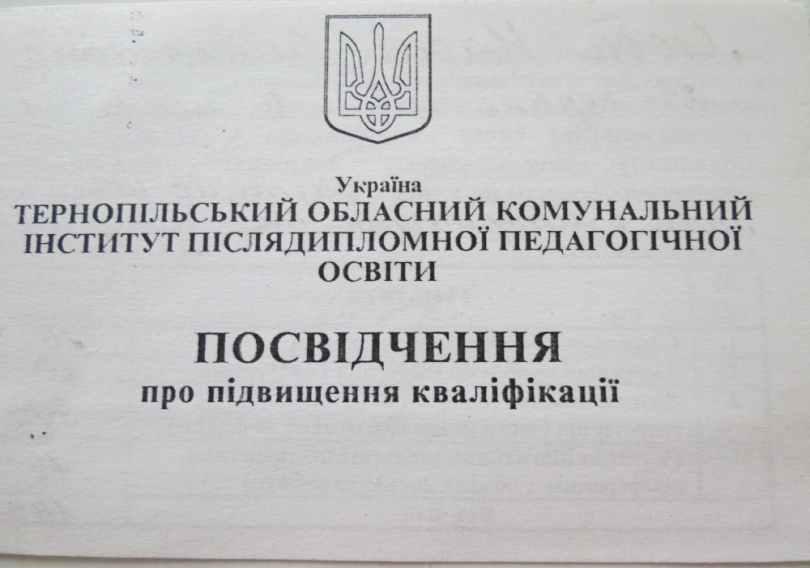 Україна
ТЕРНОПІЛЬСЬКИЙ ОБЛАСНИЙ КОМУНАЛЬНИЙ
ІНСТИТУТ ПІСЛЯДИПЛОМНОЇ ПЕДАГОГІЧНОЇ
ОСВІТИ
ПОСВІДЧЕННЯ
про підвищення кваліфікації